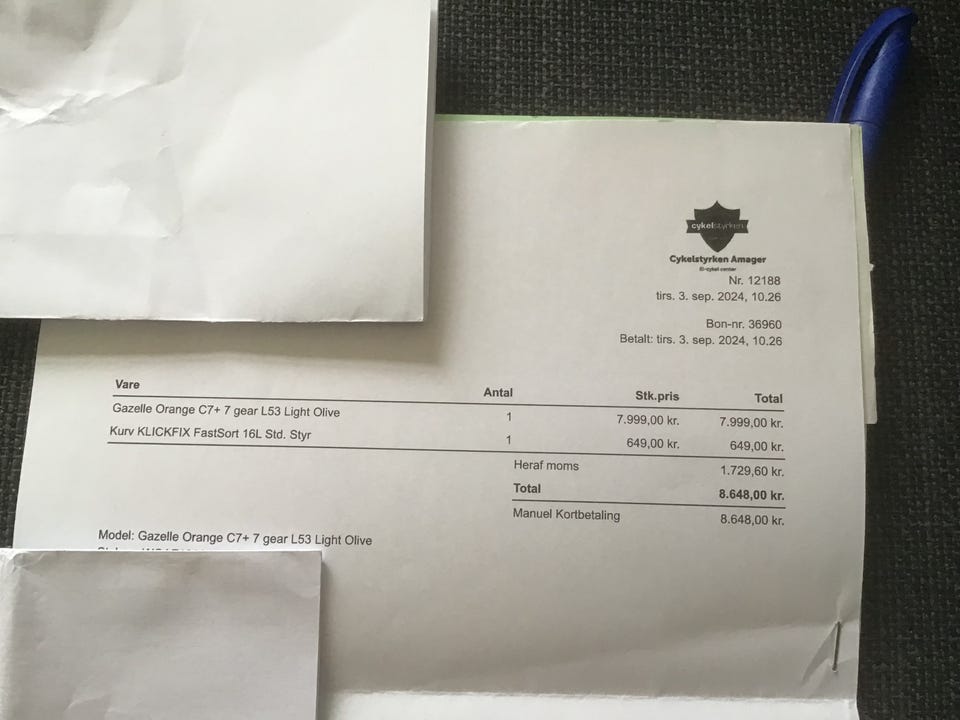 cykelstyrken
Cykelstyrken Amager
El-cykel center
Nr. 12188
tirs. 3. sep. 2024, 10.26
Bon-nr. 36960
Betalt: tirs. 3. sep. 2024, 10.26
Vare Antal Stk.pris Total
Gazelle Orange C7+ 7 gear L53 Light Olive 1 7.999,00 kr. 7.999,00 kr.
Kurv KLICKFIX FastSort 16L Std. Styr 1 649,00 kr. 649,00 kr.
Heraf moms 1.729,60 kr.
Total 8.648,00 kr.
Manuel Kortbetaling 8.648,00 kr.
Model: Gazelle Orange C7+ 7 gear L53 Light Olive